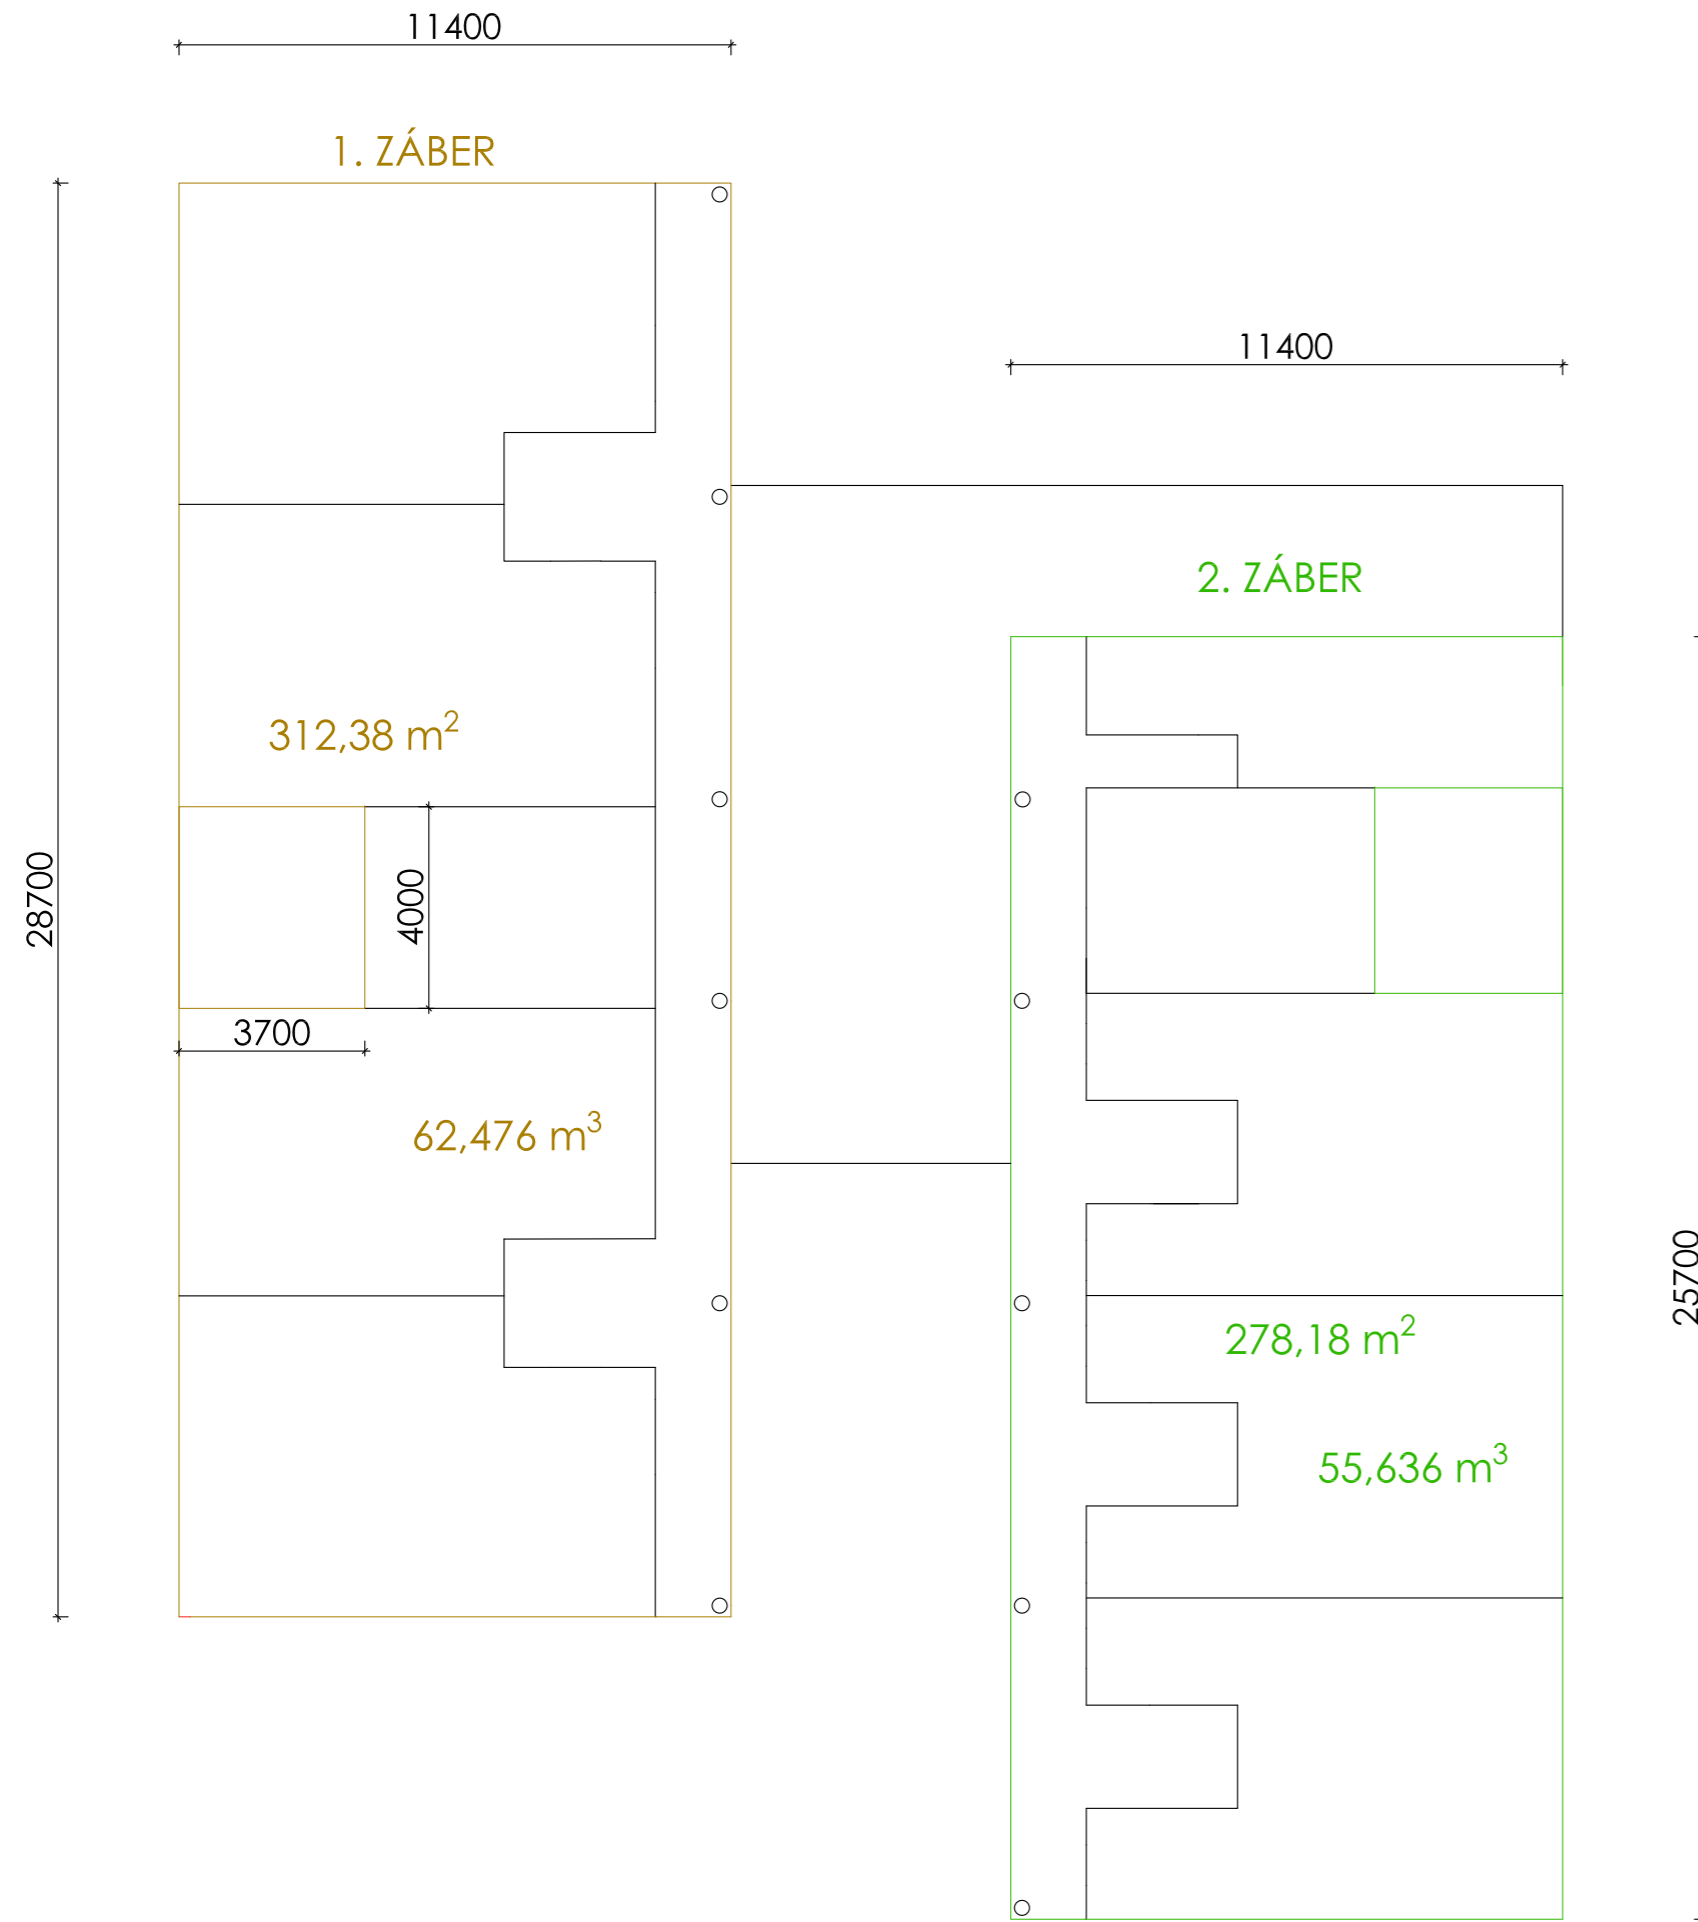 11400
1. ZÁBER
11400
2. ZÁBER
312,38 m²
28700
4000
3700
62,476 m³
25700
278,18 m²
55,636 m³